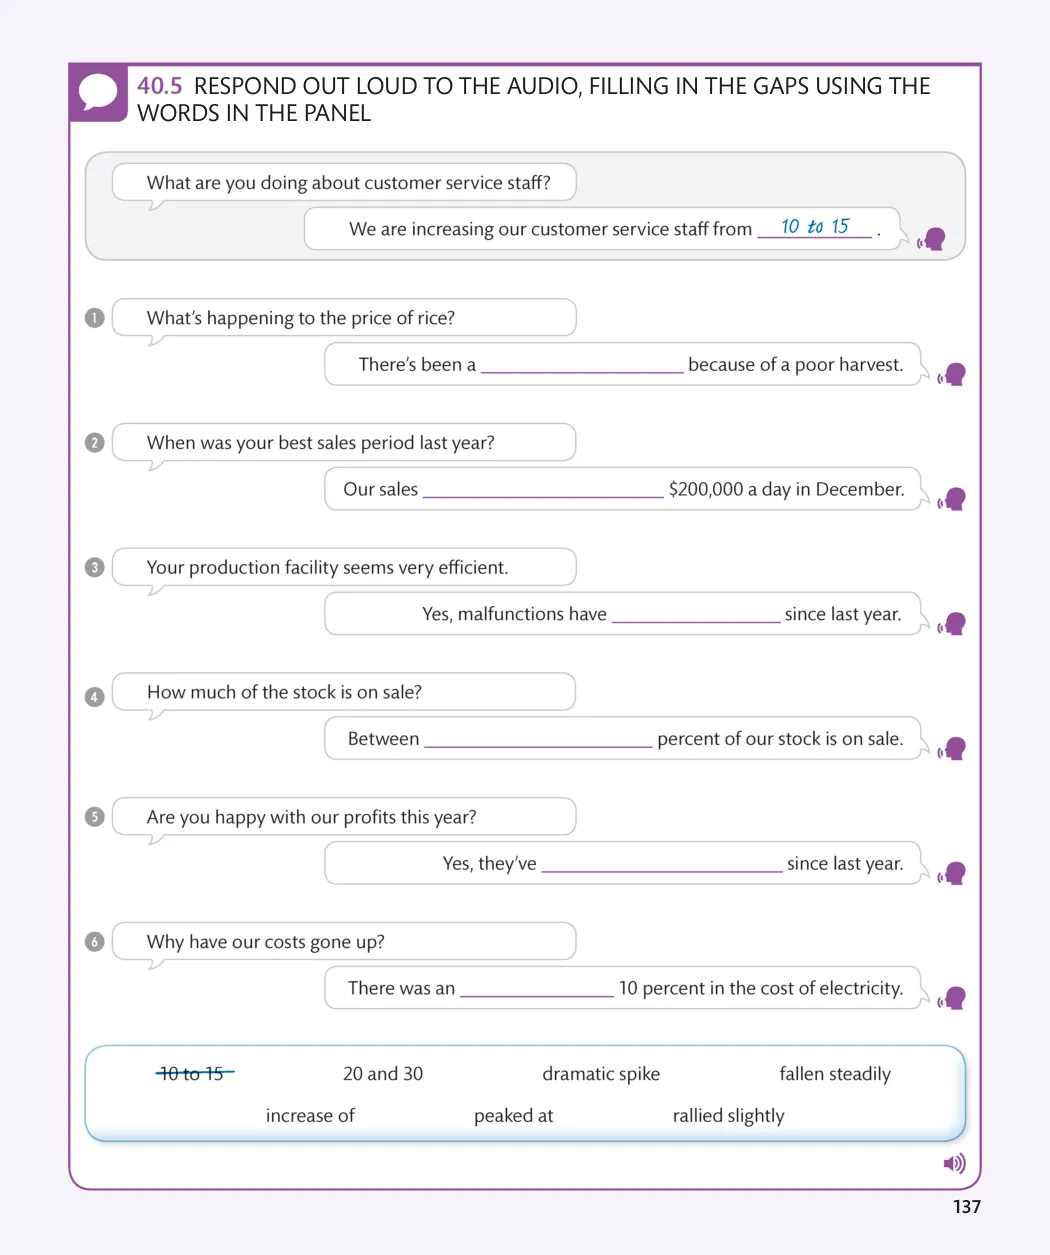 40.5 RESPOND OUT LOUD TO THE AUDIO, FILLING IN THE GAPS USING THE
WORDS IN THE PANEL
What are you doing about customer service staff?
We are increasing our customer service staff from 10 to 15 .
1 What's happening to the price of rice?
There's been a ____________________ because of a poor harvest.
2 When was your best sales period last year?
Our sales ________________________ $200,000 a day in December.
3 Your production facility seems very efficient.
Yes, malfunctions have _________________ since last year.
4 How much of the stock is on sale?
Between _______________________ percent of our stock is on sale.
5 Are you happy with our profits this year?
Yes, they've ________________________ since last year.
6 Why have our costs gone up?
There was an _______________ 10 percent in the cost of electricity.
10 to 15 20 and 30 dramatic spike fallen steadily
increase of peaked at rallied slightly
137